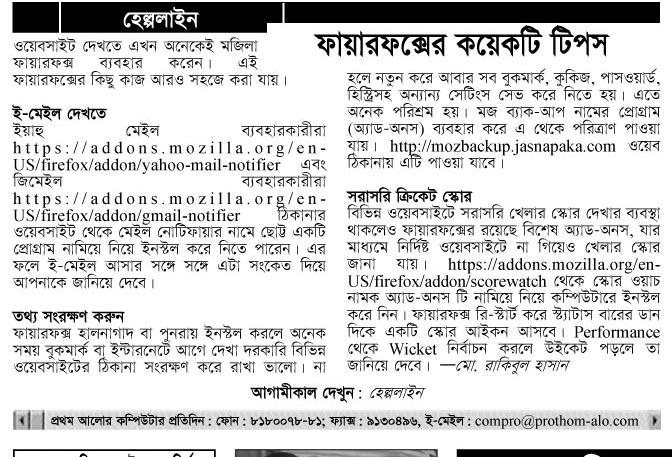 হেল্পলাইন
ফায়ারফক্সের কয়েকটি টিপস
ওয়েবসাইট দেখতে এখন অনেকেই মজিলা
ফায়ারফক্স ব্যবহার করেন। এই
ফায়ারফক্সের কিছু কাজ আরও সহজে করা যায়।
ই-মেইল দেখতে
ইয়াহু মেইল ব্যবহারকারীরা
https://addons.mozilla.org/en-
US/firefox/addon/yahoo-mail-notifier এবং
জিমেইল ব্যবহারকারীরা
https://addons.mozilla.org/en-
US/firefox/addon/gmail-notifier ঠিকানার
ওয়েবসাইট থেকে মেইল নোটিফায়ার নামে ছোট্ট একটি
প্রোগ্রাম নামিয়ে নিয়ে ইনস্টল করে নিতে পারেন। এর
ফলে ই-মেইল আসার সঙ্গে সঙ্গে এটা সংকেত দিয়ে
আপনাকে জানিয়ে দেবে।
তথ্য সংরক্ষণ করুন
ফায়ারফক্স হালনাগাদ বা পুনরায় ইনস্টল করলে অনেক
সময় বুকমার্ক বা ইন্টারনেটে আগে দেখা দরকারি বিভিন্ন
ওয়েবসাইটের ঠিকানা সংরক্ষণ করে রাখা ভালো। না
হলে নতুন করে আবার সব বুকমার্ক, কুকিজ, পাসওয়ার্ড,
হিস্ট্রিসহ অন্যান্য সেটিংস সেভ করে নিতে হয়। এতে
অনেক পরিশ্রম হয়। মজ ব্যাক-আপ নামের প্রোগ্রাম
(অ্যাড-অনস) ব্যবহার করে এ থেকে পরিত্রাণ পাওয়া
যায়। http://mozbackup.jasnapaka.com ওয়েব
ঠিকানায় এটি পাওয়া যাবে।
সরাসরি ক্রিকেট স্কোর
বিভিন্ন ওয়েবসাইটে সরাসরি খেলার স্কোর দেখার ব্যবস্থা
থাকলেও ফায়ারফক্সের রয়েছে বিশেষ অ্যাড-অনস, যার
মাধ্যমে নির্দিষ্ট ওয়েবসাইটে না গিয়েও খেলার স্কোর
জানা যায়। https://addons.mozilla.org/en-
US/firefox/addon/scorewatch থেকে স্কোর ওয়াচ
নামক অ্যাড-অনস টি নামিয়ে নিয়ে কম্পিউটারে ইনস্টল
করে নিন। ফায়ারফক্স রি-স্টার্ট করে স্ট্যাটাস বারের ডান
দিকে একটি স্কোর আইকন আসবে। Performance
থেকে Wicket নির্বাচন করলে উইকেট পড়লে তা
জানিয়ে দেবে। —মো. রাকিবুল হাসান
আগামীকাল দেখুন : হেল্পলাইন
প্রথম আলোর কম্পিউটার প্রতিদিন : ফোন : ৮১৮০০৭৮-৮১; ফ্যাক্স : ৯১৩০৪৯৬, ই-মেইল : compro@prothom-alo.com